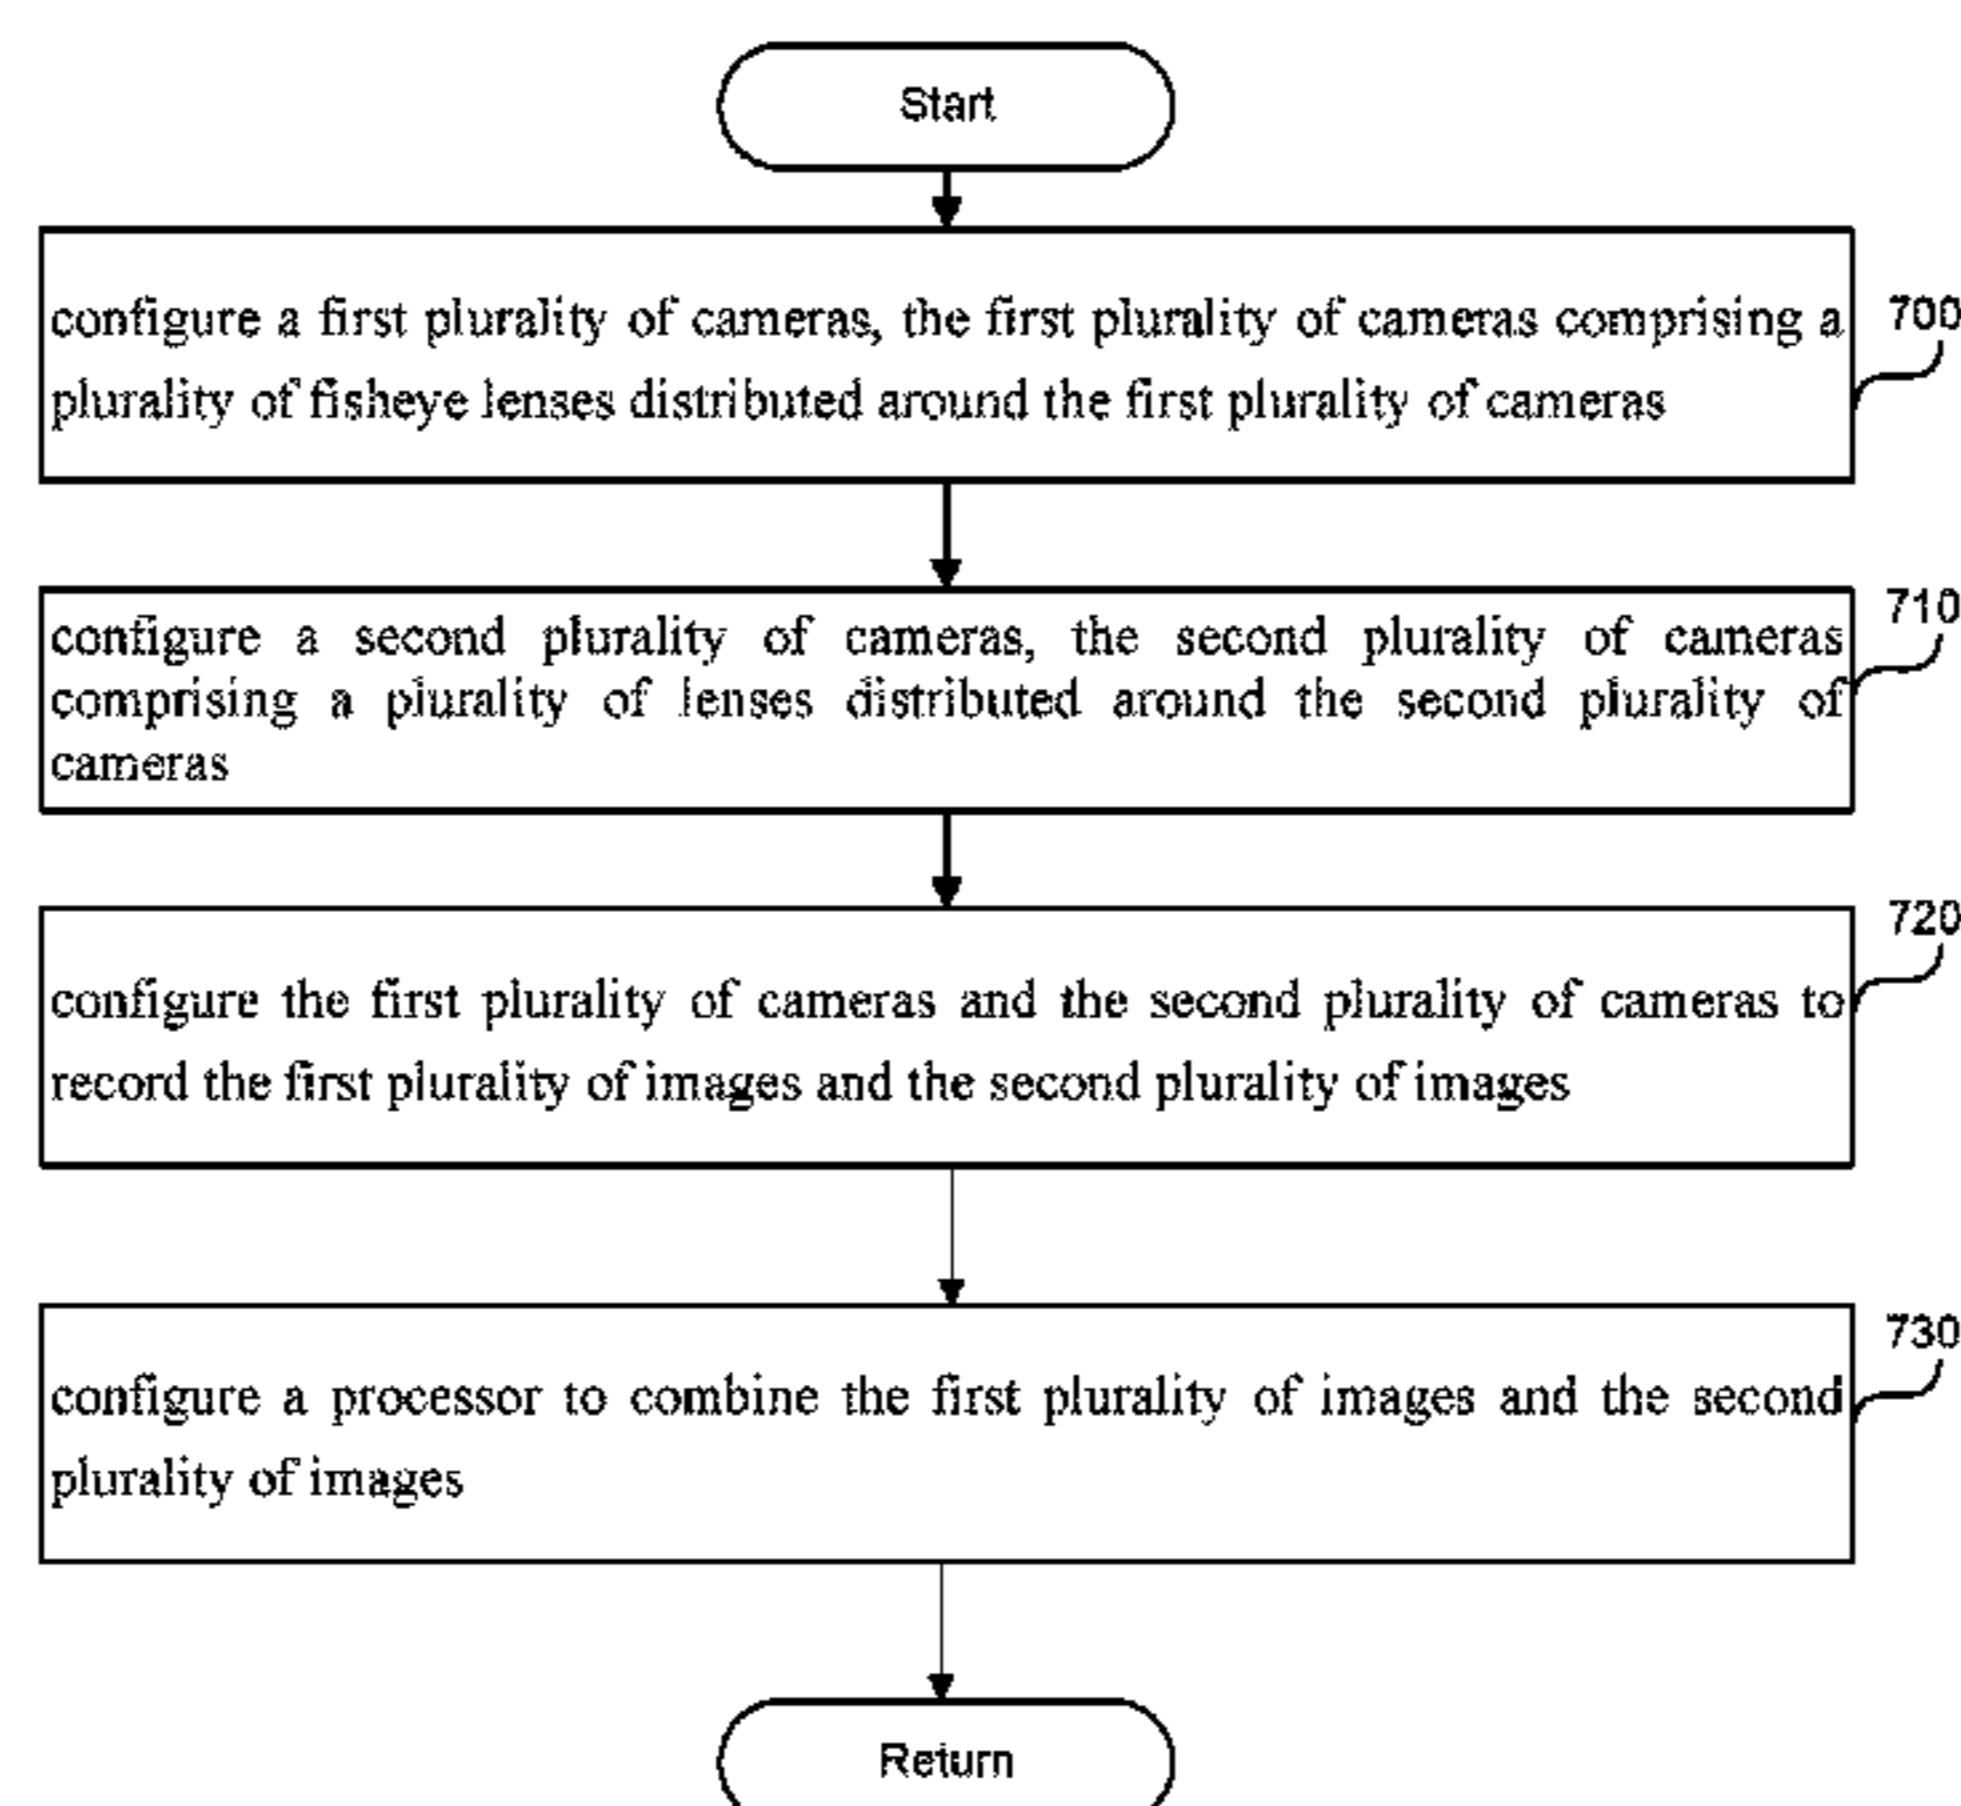 Start
configure a first plurality of cameras, the first plurality of cameras comprising a
700
plurality of fisheye lenses distributed around the first plurality of cameras
710
configure a second plurality of cameras, the second plurality of cameras
comprising a plurality of lenses distributed around the second plurality of
cameras
720
configure the first plurality of cameras and the second plurality of cameras to
record the first plurality of images and the second plurality of images
730
configure a processor to combine the first plurality of images and the second
plurality of images
Return